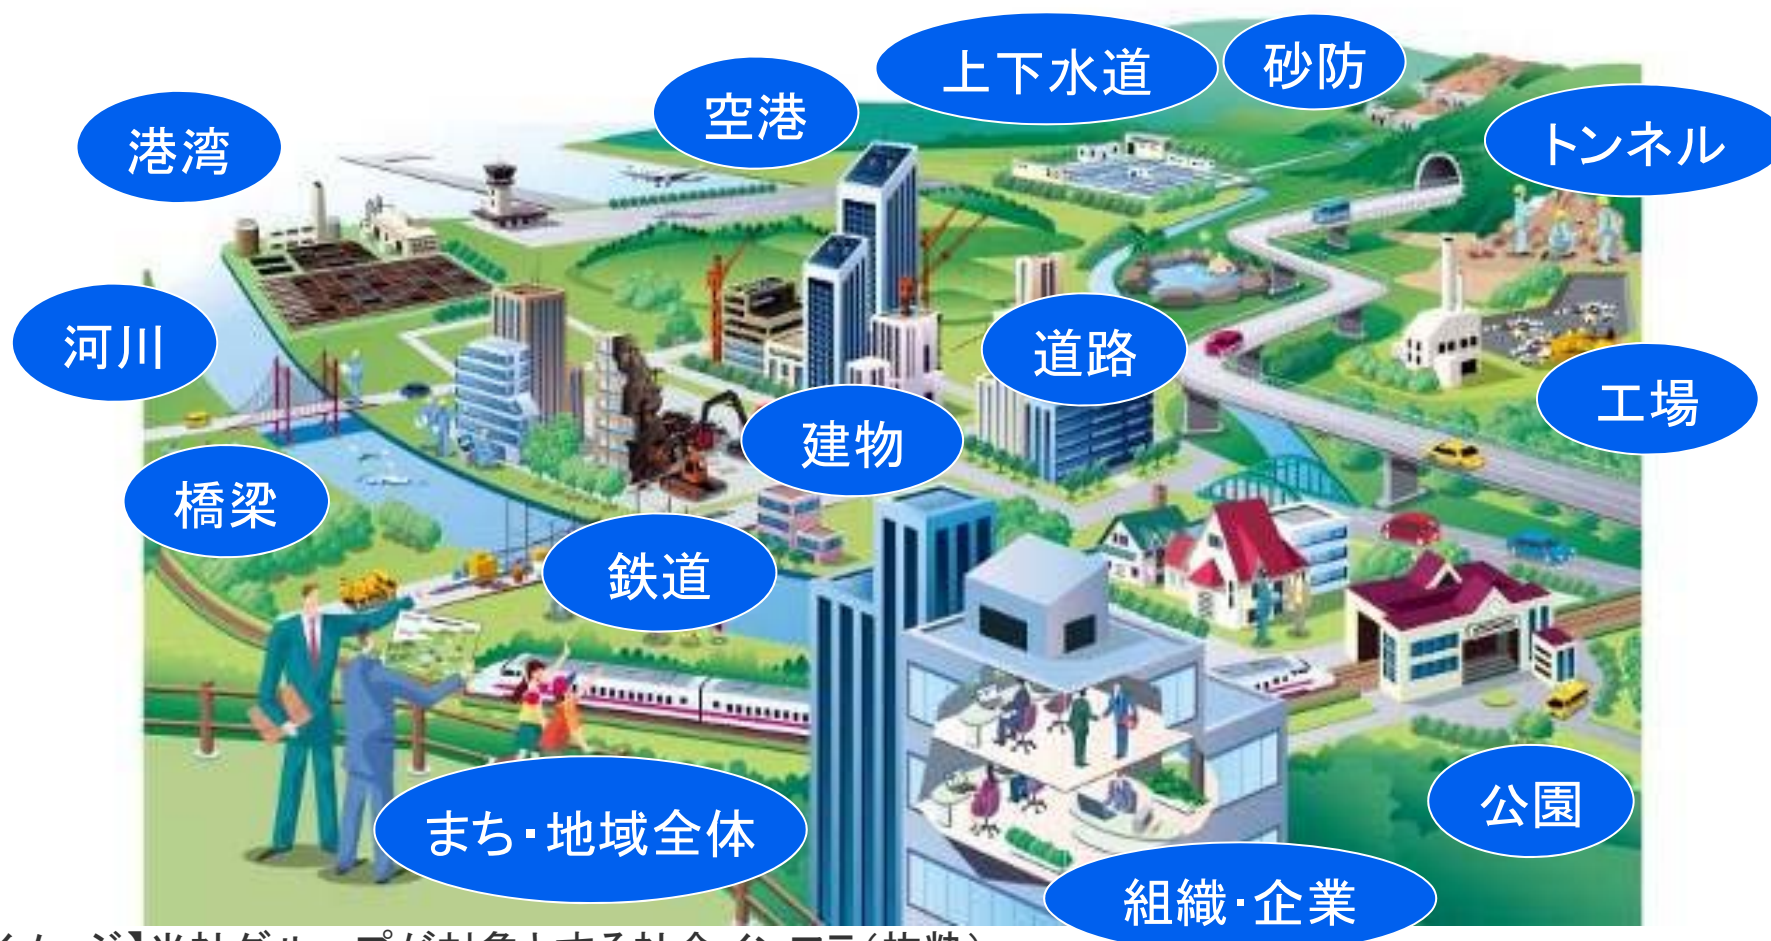 上下水道
砂防
空港
港湾
トンネル
河川
道路
工場
建物
橋梁
鉄道
公園
まち・地域全体
組織・企業